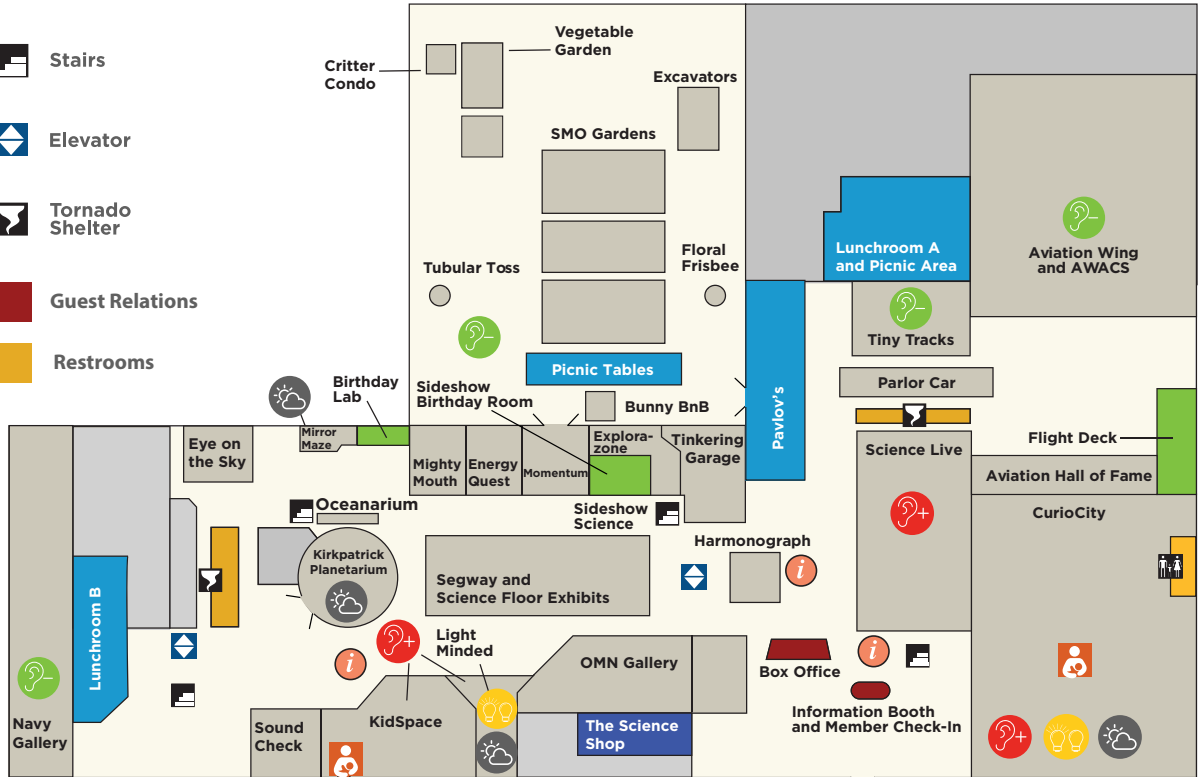 Stairs
Elevator
Tornado
Shelter
Guest Relations
Restrooms
Vegetable
Garden
Critter
Condo
Excavators
SMO Gardens
Tubular Toss
Floral
Frisbee
Lunchroom A
and Picnic Area
Aviation Wing
and AWACS
Tiny Tracks
Picnic Tables
Parlor Car
Birthday
Lab
Sideshow
Birthday Room
Bunny BnB
Pavlov's
Mirror
Maze
Eye on
the Sky
Mighty
Mouth
Energy
Quest
Momentum
Explora-
zone
Tinkering
Garage
Science Live
Flight Deck
Aviation Hall of Fame
CurioCity
Oceanarium
Sideshow
Science
Kirkpatrick
Planetarium
Segway and
Science Floor Exhibits
Harmonograph
i
Lunchroom B
Light
Minded
OMN Gallery
i
i
Box Office
Information Booth
and Member Check-In
Navy
Gallery
Sound
Check
KidSpace
The Science
Shop